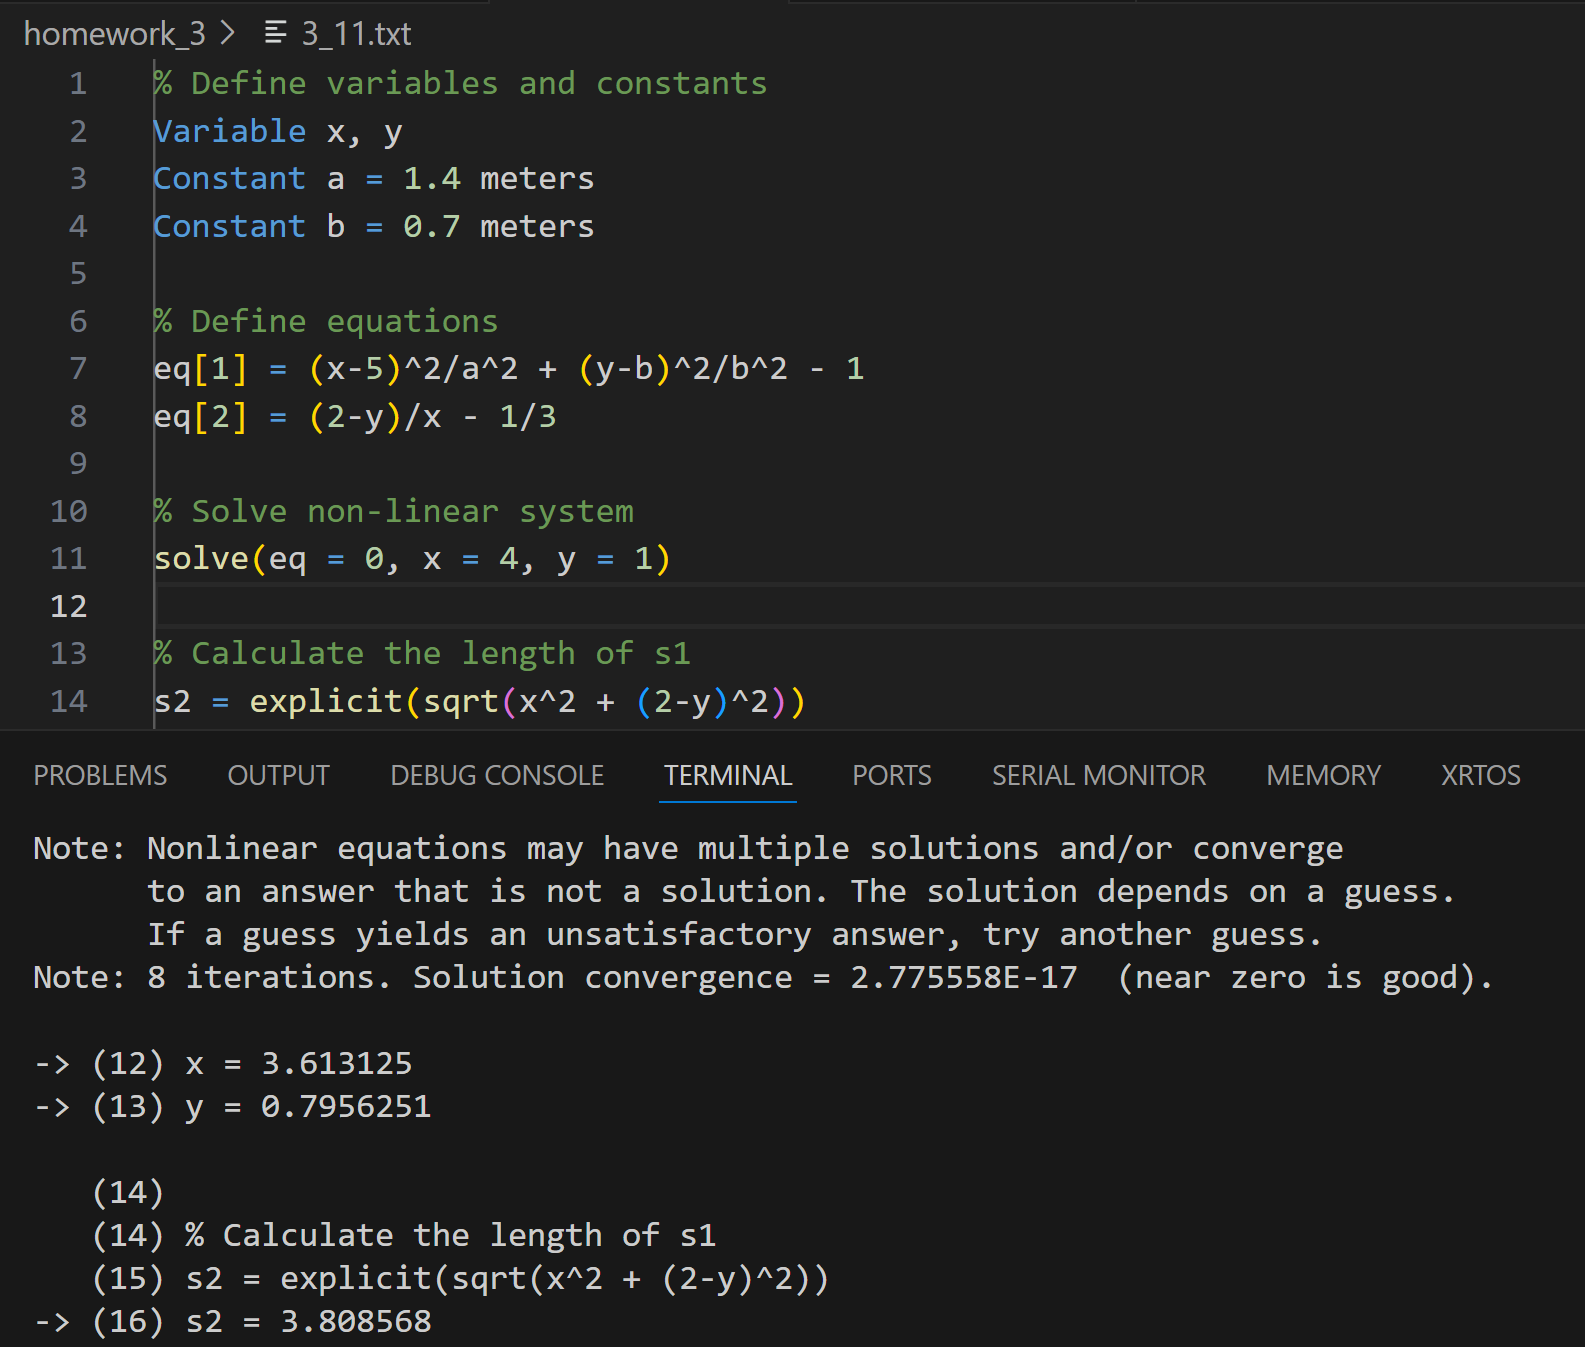 homework_3 > 3_11.txt
1 % Define variables and constants
2 Variable x, y
3 Constant a = 1.4 meters
4 Constant b = 0.7 meters
5
6 % Define equations
7 eq[1] = (x-5)^2/a^2 + (y-b)^2/b^2 - 1
8 eq[2] = (2-y)/x - 1/3
9
10 % Solve non-linear system
11 solve(eq = 0, x = 4, y = 1)
12
13 % Calculate the length of s1
14 s2 = explicit(sqrt(x^2 + (2-y)^2))
PROBLEMS OUTPUT DEBUG CONSOLE TERMINAL PORTS SERIAL MONITOR MEMORY XRTOS
Note: Nonlinear equations may have multiple solutions and/or converge
to an answer that is not a solution. The solution depends on a guess.
If a guess yields an unsatisfactory answer, try another guess.
Note: 8 iterations. Solution convergence = 2.775558E-17  (near zero is good).
-> (12) x = 3.613125
-> (13) y = 0.7956251
(14)
(14) % Calculate the length of s1
(15) s2 = explicit(sqrt(x^2 + (2-y)^2))
-> (16) s2 = 3.808568